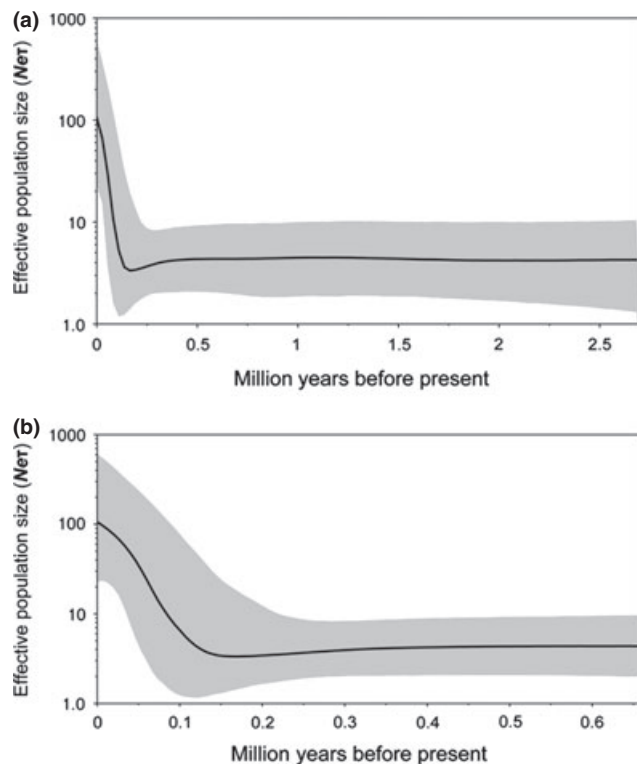 (a)
1000
100
10
1.0
Effective population size (Neτ)
0 0.5 1 1.5 2 2.5
Million years before present
(b)
1000
100
10
1.0
Effective population size (Neτ)
0 0.1 0.2 0.3 0.4 0.5 0.6
Million years before present